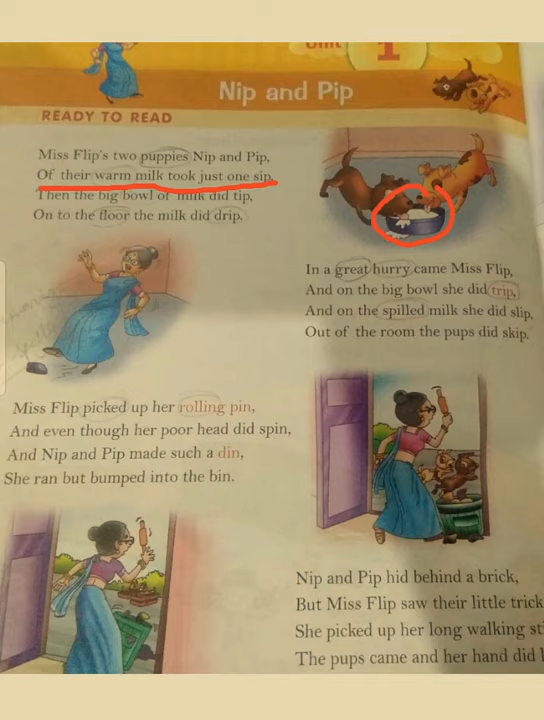 Unit 1
Nip and Pip
READY TO READ
Miss Flip's two puppies Nip and Pip,
Of their warm milk took just one sip.
Then the big bowl of milk did tip,
On to the floor the milk did drip.
In a great hurry came Miss Flip,
And on the big bowl she did trip,
And on the spilled milk she did slip,
Out of the room the pups did skip.
Miss Flip picked up her rolling pin,
And even though her poor head did spin,
And Nip and Pip made such a din,
She ran but bumped into the bin.
Nip and Pip hid behind a brick,
But Miss Flip saw their little trick
She picked up her long walking
The pups came and her hand did